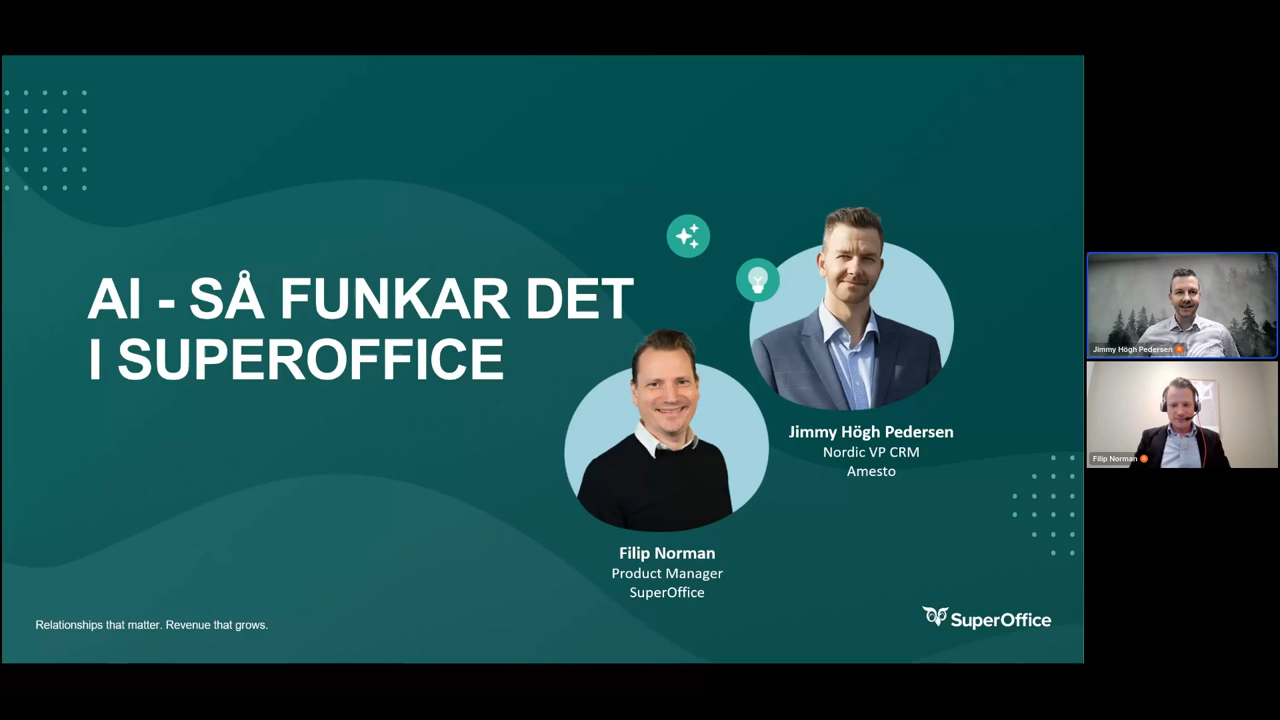 AI - SÅ FUNKAR DET
I SUPEROFFICE
Jimmy Högh Pedersen
Nordic VP CRM
Amesto
Filip Norman
Product Manager
SuperOffice
Relationships that matter. Revenue that grows.
SuperOffice
Jimmy Högh Pedersen
Filip Norman